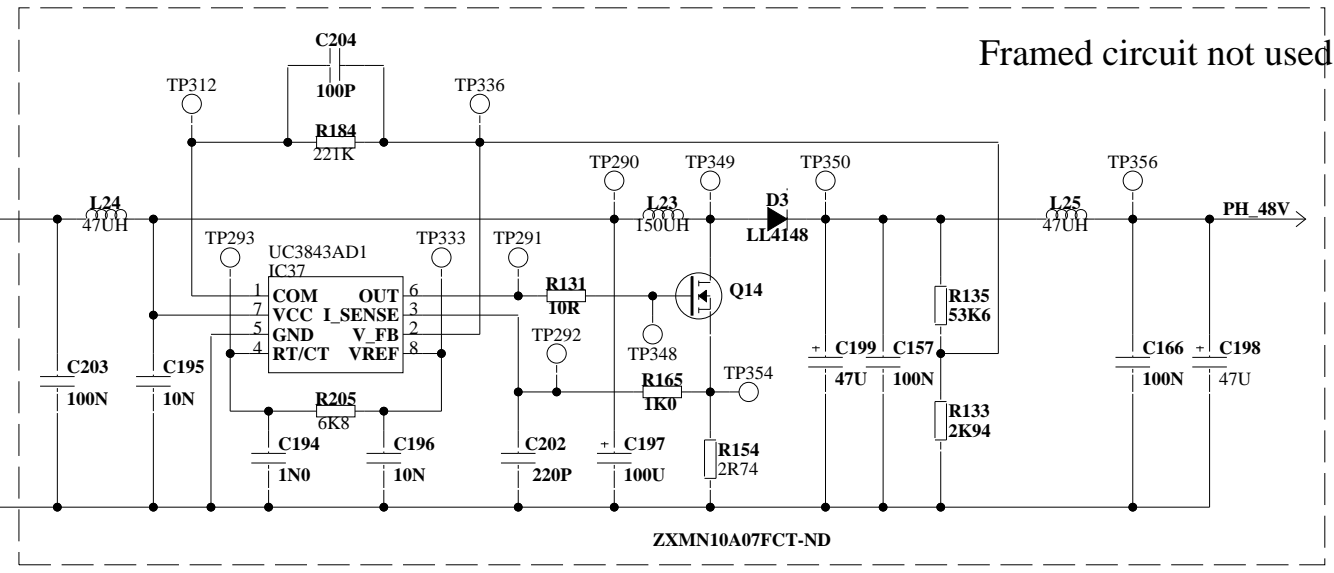 Framed circuit not used
C204
100P
TP312
TP336
R184
221K
TP290
TP349
TP350
TP356
L24
47UH
L23
150UH
D3
LL4148
L25
47UH
PH_48V
TP293
UC3843AD1
IC37
TP333
TP291
1 COM OUT 6
7 VCC I_SENSE 3
5 GND V_FB 2
4 RT/CT VREF 8
R131
10R
Q14
R135
53K6
TP292
TP348
C203
100N
C195
10N
R205
6K8
R165
1K0
TP354
+ C199
47U
C157
100N
C166
100N
+ C198
47U
R133
2K94
C194
1N0
C196
10N
C202
220P
+ C197
100U
R154
2R74
ZXMN10A07FCT-ND